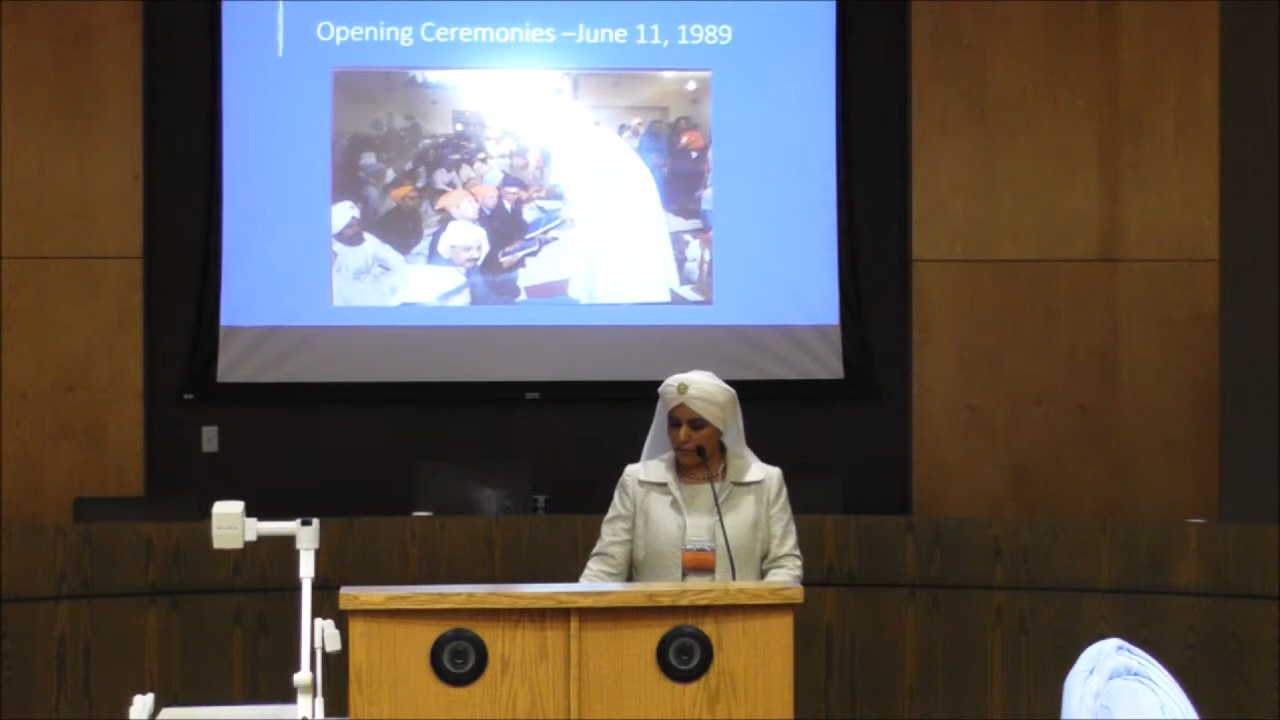 Opening Ceremonies –June 11, 1989